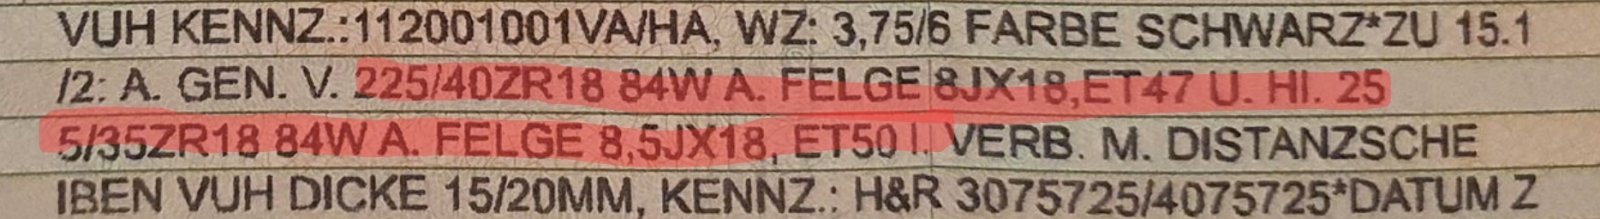 VUH KENNZ.:112001001VA/HA, WZ: 3,75/6 FARBE SCHWARZ*ZU 15.1
/2: A. GEN. V. 225/40ZR18 84W A. FELGE 8JX18,ET47 U. HI. 25
5/35ZR18 84W A. FELGE 8,5JX18, ET50 I. VERB. M. DISTANZSCHE
IBEN VUH DICKE 15/20MM, KENNZ.: H&R 3075725/4075725*DATUM Z